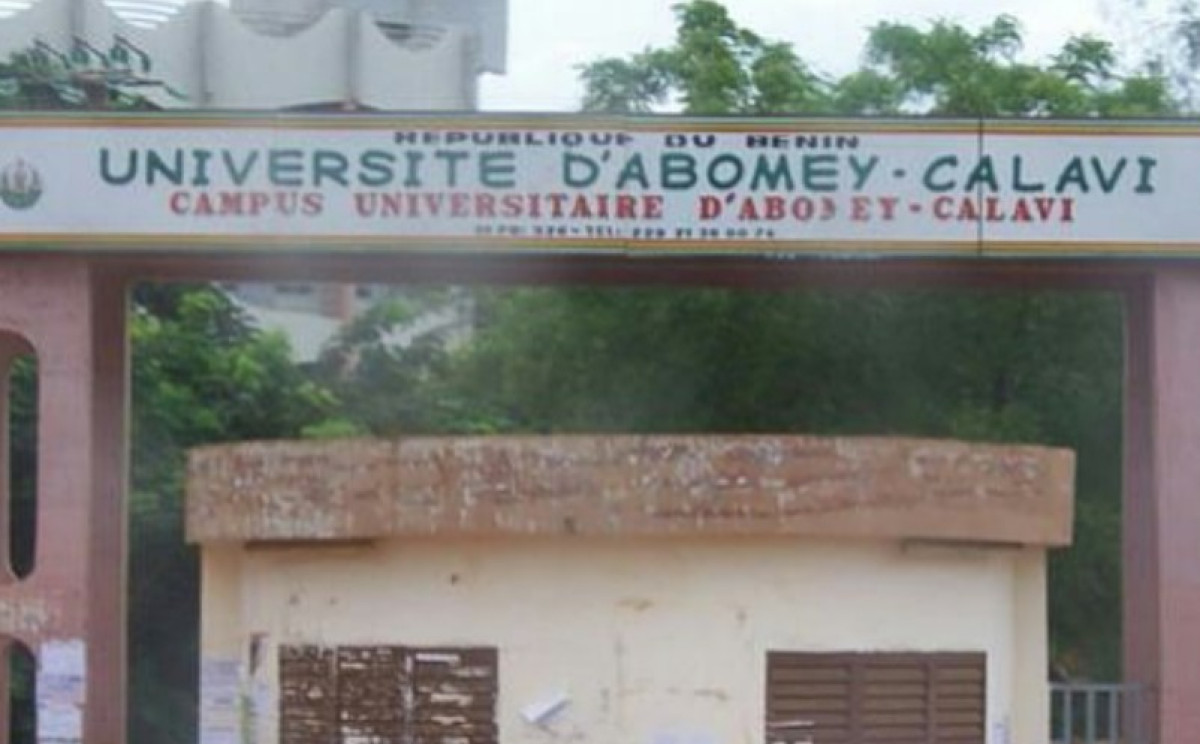 REPUBLIQUE DU BENIN
UNIVERSITE D'ABOMEY-CALAVI
CAMPUS UNIVERSITAIRE D'ABOMEY-CALAVI